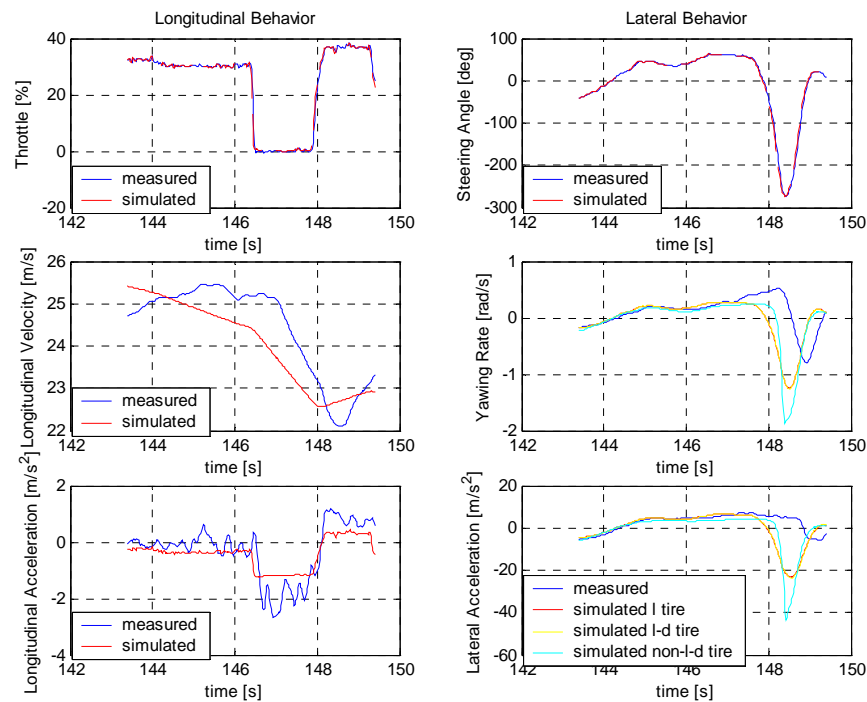 Longitudinal Behavior
Throttle [%]
40
20
0
-20
measured
simulated
142 144 146 148 150
time [s]
Lateral Behavior
Steering Angle [deg]
100
0
-100
-200
-300
measured
simulated
142 144 146 148 150
time [s]
Longitudinal Velocity [m/s]
26
25
24
23
22
measured
simulated
142 144 146 148 150
time [s]
Yawing Rate [rad/s]
1
0
-1
-2
142 144 146 148 150
time [s]
Longitudinal Acceleration [m/s²]
2
0
-2
-4
measured
simulated
142 144 146 148 150
time [s]
Lateral Acceleration [m/s²]
20
0
-20
-40
-60
measured
simulated l tire
simulated l-d tire
simulated non-l-d tire
142 144 146 148 150
time [s]